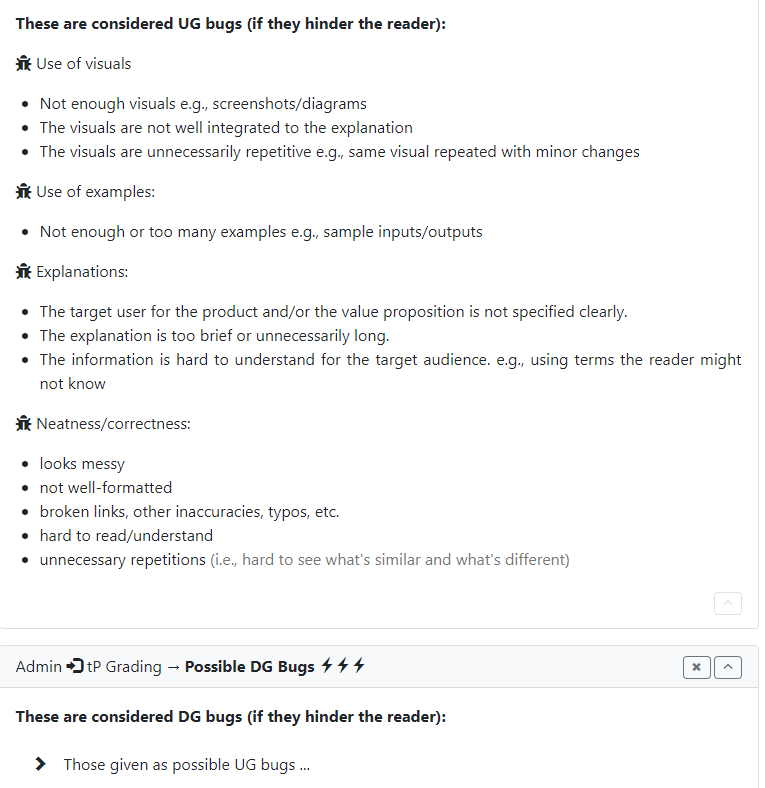 These are considered UG bugs (if they hinder the reader):
Use of visuals
Not enough visuals e.g., screenshots/diagrams
The visuals are not well integrated to the explanation
The visuals are unnecessarily repetitive e.g., same visual repeated with minor changes
Use of examples:
Not enough or too many examples e.g., sample inputs/outputs
Explanations:
The target user for the product and/or the value proposition is not specified clearly.
The explanation is too brief or unnecessarily long.
The information is hard to understand for the target audience. e.g., using terms the reader might
not know
Neatness/correctness:
looks messy
not well-formatted
broken links, other inaccuracies, typos, etc.
hard to read/understand
unnecessary repetitions (i.e., hard to see what's similar and what's different)
Admin tP Grading → Possible DG Bugs
These are considered DG bugs (if they hinder the reader):
Those given as possible UG bugs ...